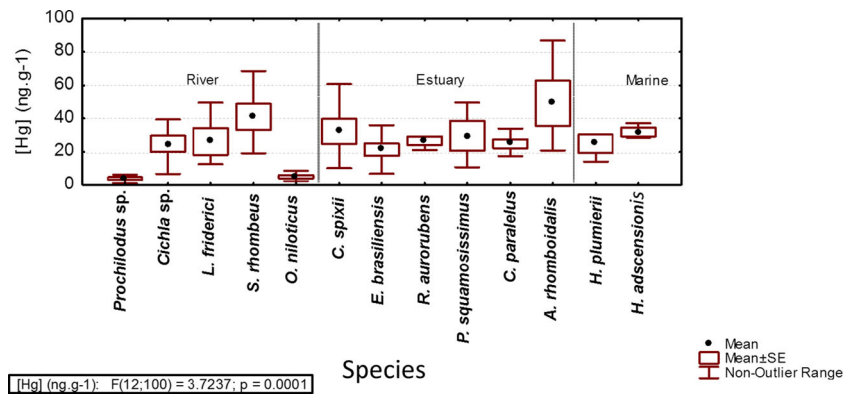 [Hg] (ng.g-1)
100
80
60
40
20
0
River
Estuary
Marine
Prochilodus sp.
Cichla sp.
L. friderici
S. rhombeus
O. niloticus
C. spixii
E. brasiliensis
R. aurorubens
P. squamosissimus
C. paralelus
A. rhomboidalis
H. plumierii
H. adscensionis
Species
Mean
Mean±SE
Non-Outlier Range
[Hg] (ng.g-1): F(12;100) = 3.7237; p = 0.0001